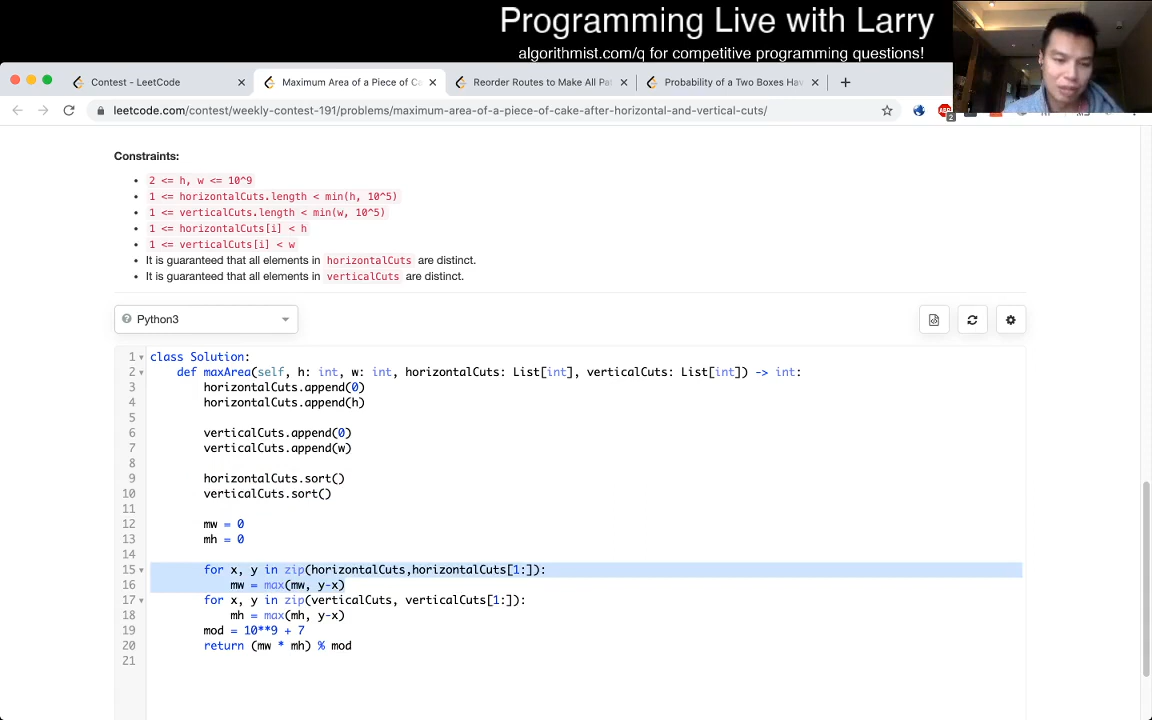 Programming Live with Larry
algorithmist.com/q for competitive programming questions!
Contest - LeetCode
Maximum Area of a Piece of Ca
Reorder Routes to Make All Pa
Probability of a Two Boxes Hav
leetcode.com/contest/weekly-contest-191/problems/maximum-area-of-a-piece-of-cake-after-horizontal-and-vertical-cuts/
Constraints:
2 <= h, w <= 10^9
1 <= horizontalCuts.length < min(h, 10^5)
1 <= verticalCuts.length < min(w, 10^5)
1 <= horizontalCuts[i] < h
1 <= verticalCuts[i] < w
It is guaranteed that all elements in horizontalCuts are distinct.
It is guaranteed that all elements in verticalCuts are distinct.
Python3
1 class Solution:
2 def maxArea(self, h: int, w: int, horizontalCuts: List[int], verticalCuts: List[int]) -> int:
3 horizontalCuts.append(0)
4 horizontalCuts.append(h)
5
6 verticalCuts.append(0)
7 verticalCuts.append(w)
8
9 horizontalCuts.sort()
10 verticalCuts.sort()
11
12 mw = 0
13 mh = 0
14
15 for x, y in zip(horizontalCuts,horizontalCuts[1:]):
16 mw = max(mw, y-x)
17 for x, y in zip(verticalCuts, verticalCuts[1:]):
18 mh = max(mh, y-x)
19 mod = 10**9 + 7
20 return (mw * mh) % mod
21